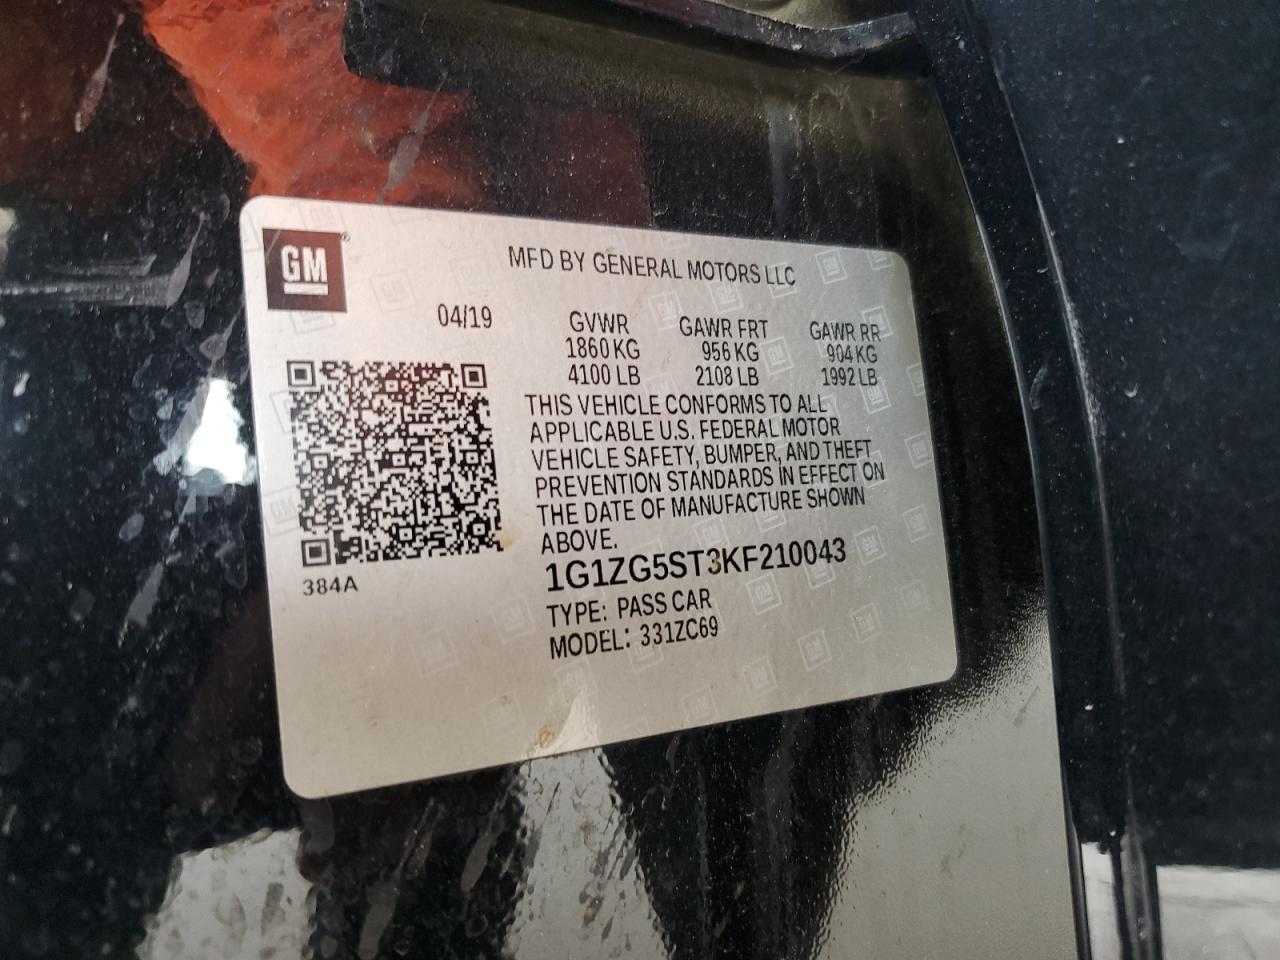 GM
MFD BY GENERAL MOTORS LLC
04/19
GVWR GAWR FRT GAWR RR
1860 KG 956 KG 904 KG
4100 LB 2108 LB 1992 LB
THIS VEHICLE CONFORMS TO ALL
APPLICABLE U.S. FEDERAL MOTOR
VEHICLE SAFETY, BUMPER, AND THEFT
PREVENTION STANDARDS IN EFFECT ON
THE DATE OF MANUFACTURE SHOWN
ABOVE.
1G1ZG5ST3KF210043
TYPE: PASS CAR
MODEL: 331ZC69
384A